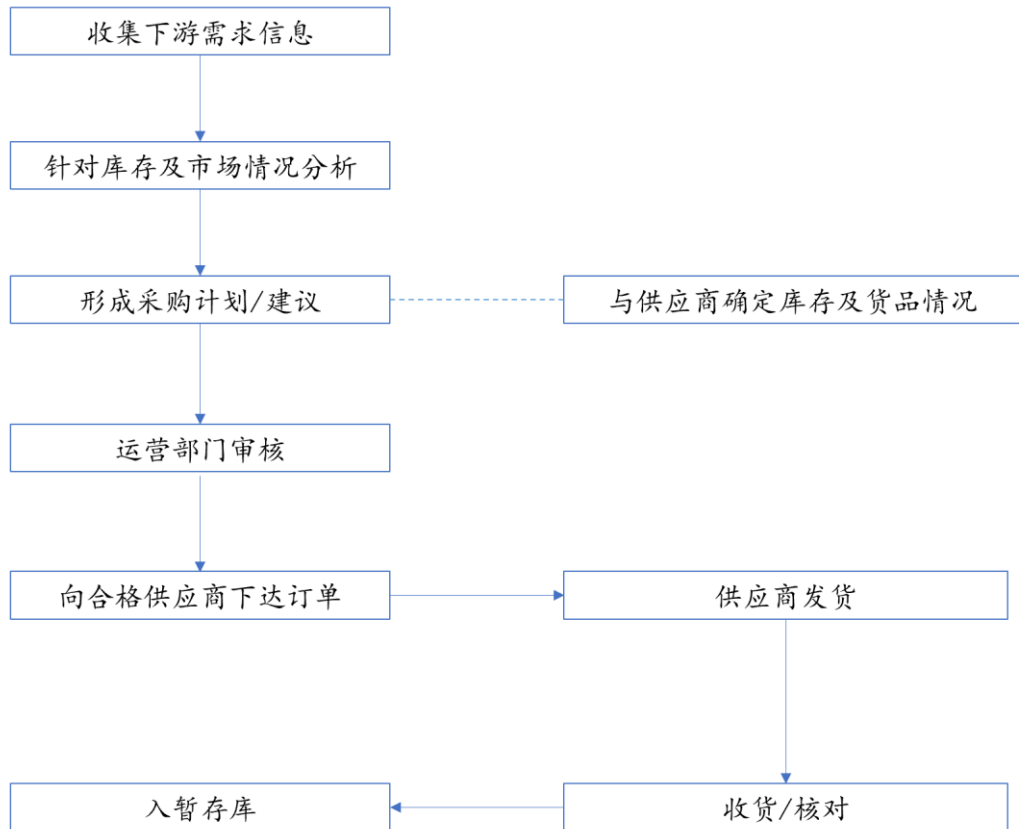 收集下游需求信息
针对库存及市场情况分析
形成采购计划/建议
与供应商确定库存及货品情况
运营部门审核
向合格供应商下达订单
供应商发货
入暂存库
收货/核对